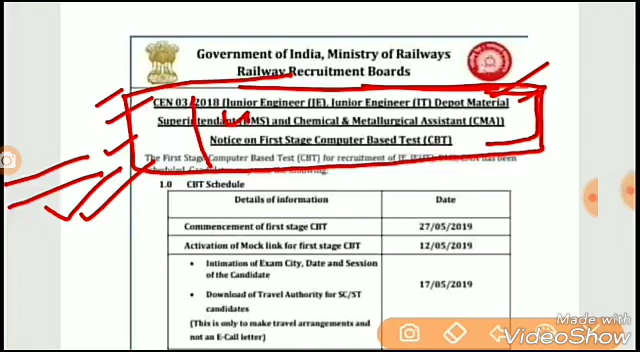 Government of India, Ministry of Railways
Railway Recruitment Boards
CEN 03/2018 (Junior Engineer (JE), Junior Engineer (IT) Depot Material
Superintendant (DMS) and Chemical & Metallurgical Assistant (CMA))
Notice on First Stage Computer Based Test (CBT)
The First Stage Computer Based Test (CBT) for recruitment of JE, JE(IT), has been
1.0 CBT Schedule
Details of information Date
Commencement of first stage CBT 27/05/2019
Activation of Mock link for first stage CBT 12/05/2019
• Intimation of Exam City, Date and Session
of the Candidate
17/05/2019
• Download of Travel Authority for SC/ST
candidates
(This is only to make travel arrangements and
not an E-Call letter)
Made with
VideoShow